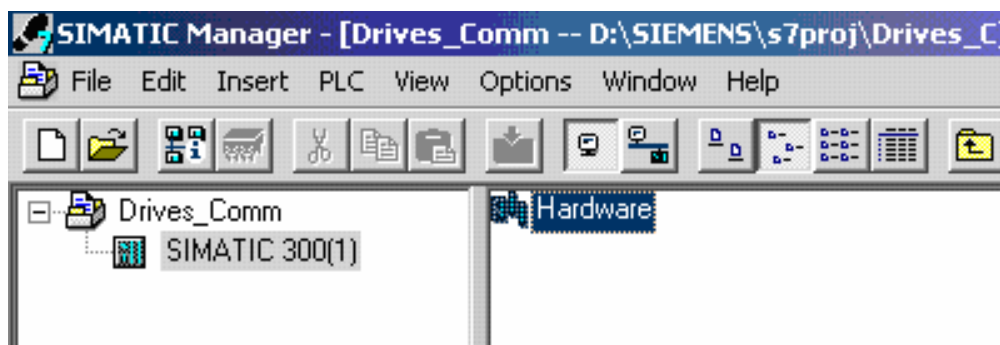 SIMATIC Manager - [Drives_Comm -- D:\SIEMENS\s7proj\Drives_C
File Edit Insert PLC View Options Window Help
Drives_Comm
Hardware
SIMATIC 300(1)